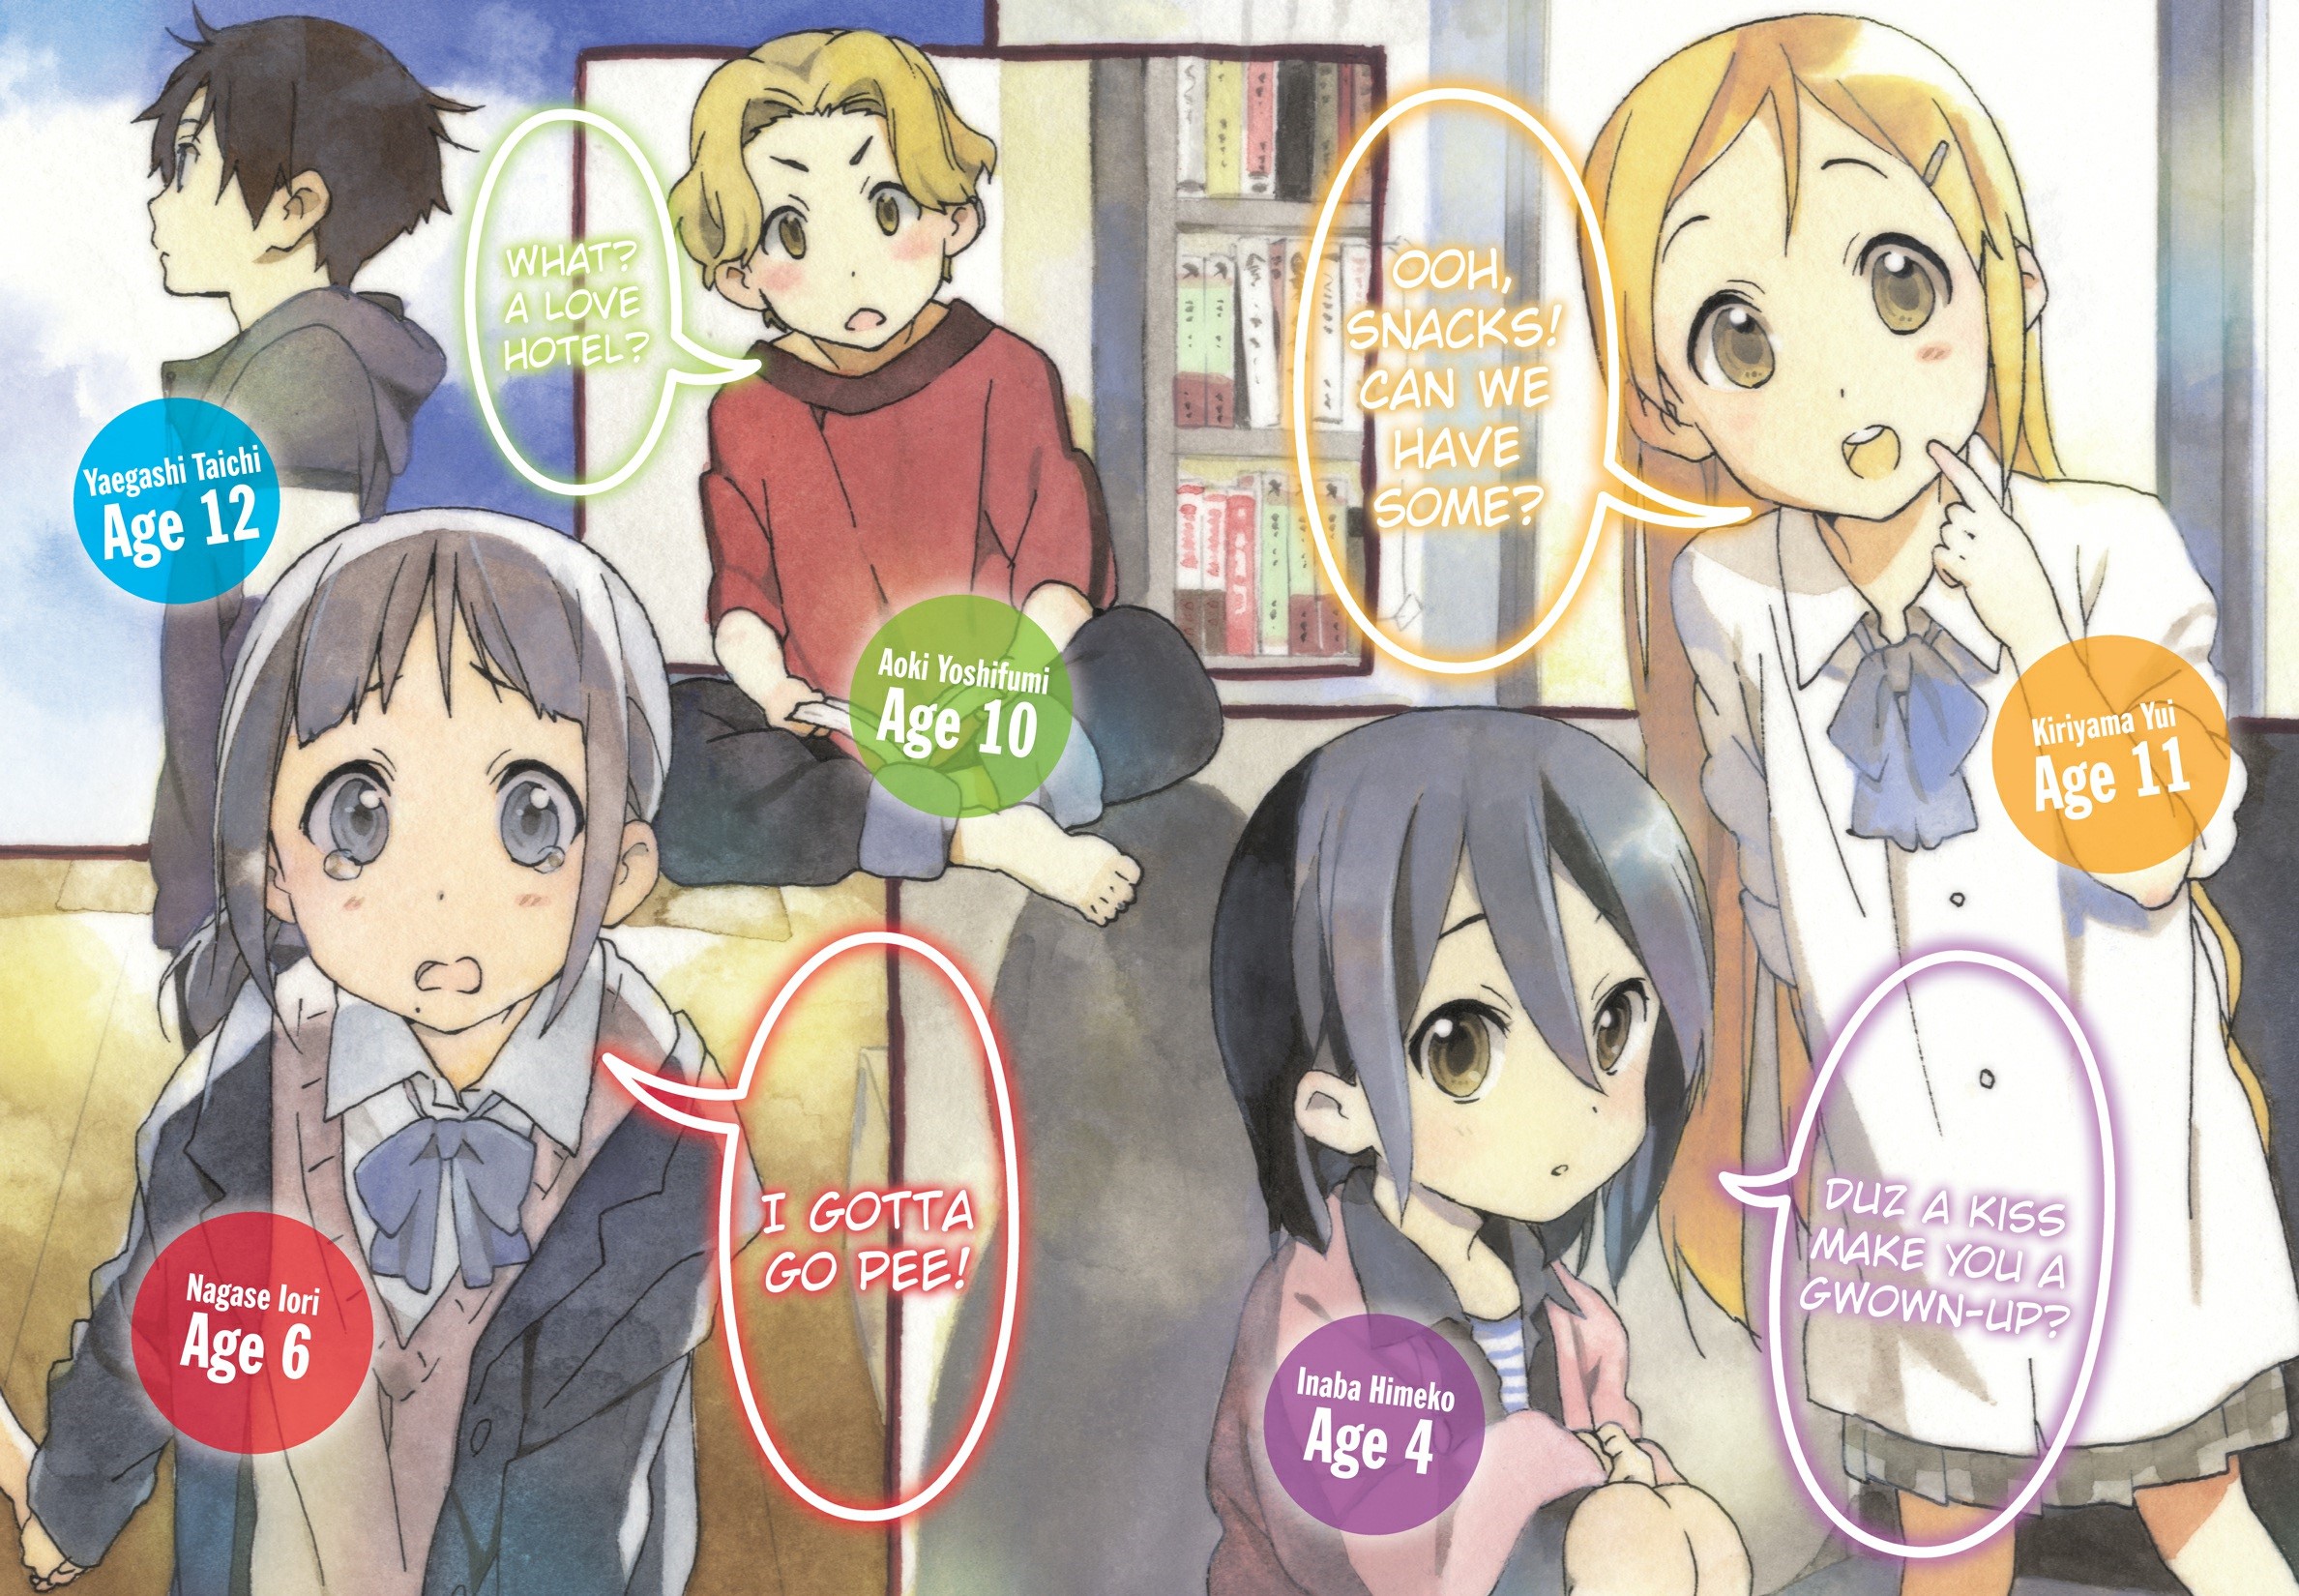 WHAT?
A LOVE
HOTEL?
OOH,
SNACKS!
CAN WE
HAVE
SOME?
Yaegashi Taichi
Age 12
Aoki Yoshifumi
Age 10
Kiriyama Yui
Age 11
I GOTTA
GO PEE!
DUZ A KISS
MAKE YOU A
GWOWN-UP?
Nagase Iori
Age 6
Inaba Himeko
Age 4